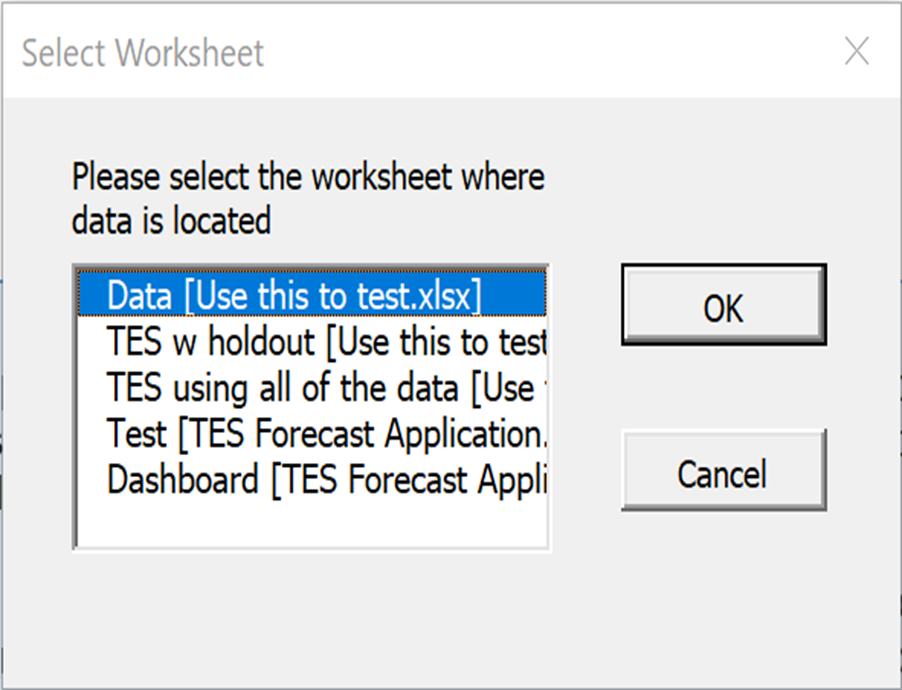 Select Worksheet
Please select the worksheet where
data is located
Data [Use this to test.xlsx]
TES w holdout [Use this to test
TES using all of the data [Use
Test [TES Forecast Application.
Dashboard [TES Forecast Appli
OK
Cancel